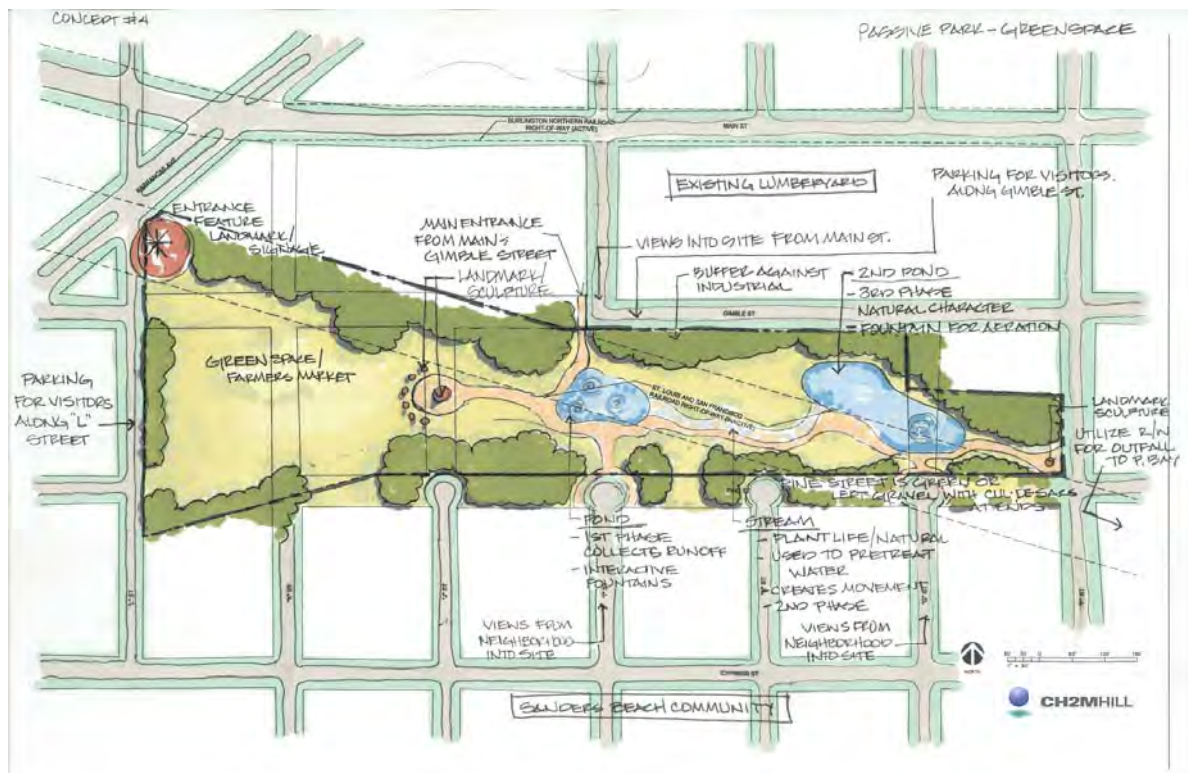 CONCEPT #4
PASSIVE PARK - GREENSPACE
BURLINGTON NORTHERN RAILROAD
RIGHT-OF-WAY (ACTIVE)
MAIN ST
EXISTING LUMBERYARD
PARKING FOR VISITORS
ALONG GIMBLE ST.
ENTRANCE
FEATURE
LANDMARK/
SIGNAGE
MAIN ENTRANCE
FROM MAIN &
GIMBLE STREET
LANDMARK/
SCULPTURE
VIEWS INTO SITE FROM MAIN ST.
BUFFER AGAINST
INDUSTRIAL
2ND POND
- 3RD PHASE
NATURAL CHARACTER
- FOUNTAIN FOR AERATION
GIMBLE ST
GREEN SPACE/
FARMERS MARKET
PARKING
FOR VISITORS
ALONG "L"
STREET
ST. LOUIS AND SAN FRANCISCO
RAILROAD RIGHT-OF-WAY (INACTIVE)
LANDMARK
SCULPTURE
UTILIZE R/W
FOR OUTFALL
TO P. BAY
PINE STREET IS GREEN OR
LEFT
WITH CUL-DE-SACS
AT ENDS
POND
- 1ST PHASE
COLLECTS RUNOFF
- INTERACTIVE
FOUNTAINS
STREAM
- PLANT LIFE/NATURAL
- USED TO PRETREAT
WATER
- CREATES MOVEMENT
- 2ND PHASE
VIEWS FROM
NEIGHBORHOOD
INTO SITE
VIEWS FROM
NEIGHBORHOOD
INTO SITE
CYPRESS ST
NORTH
SANDERS BEACH COMMUNITY
CH2MHILL